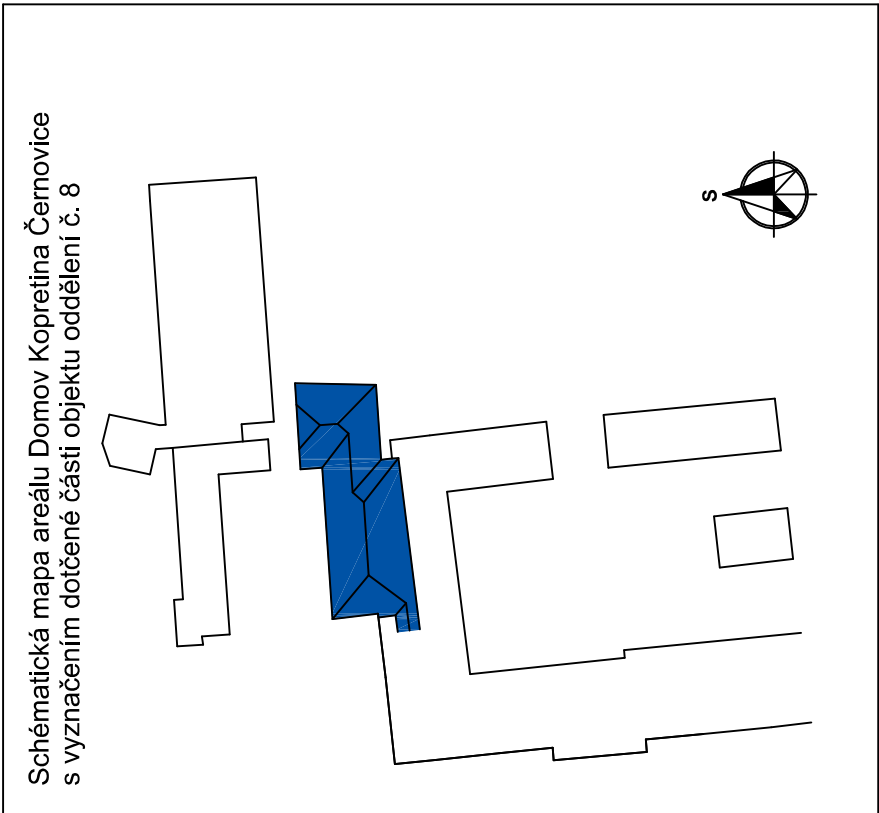 Schématická mapa areálu Domov Kopretina Černovice
s vyznačením dotčené části objektu oddělení č. 8
S